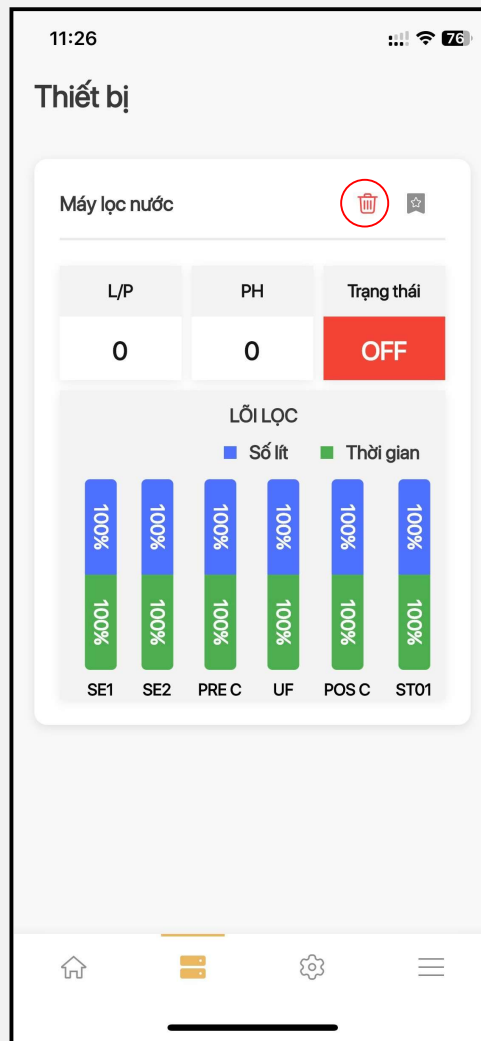 11:26
76
Thiết bị
Máy lọc nước
L/P PH Trạng thái
0 0 OFF
LÕI LỌC
Số lít Thời gian
100% 100% 100% 100% 100% 100%
100% 100% 100% 100% 100% 100%
SE1 SE2 PRE C UF POS C ST01